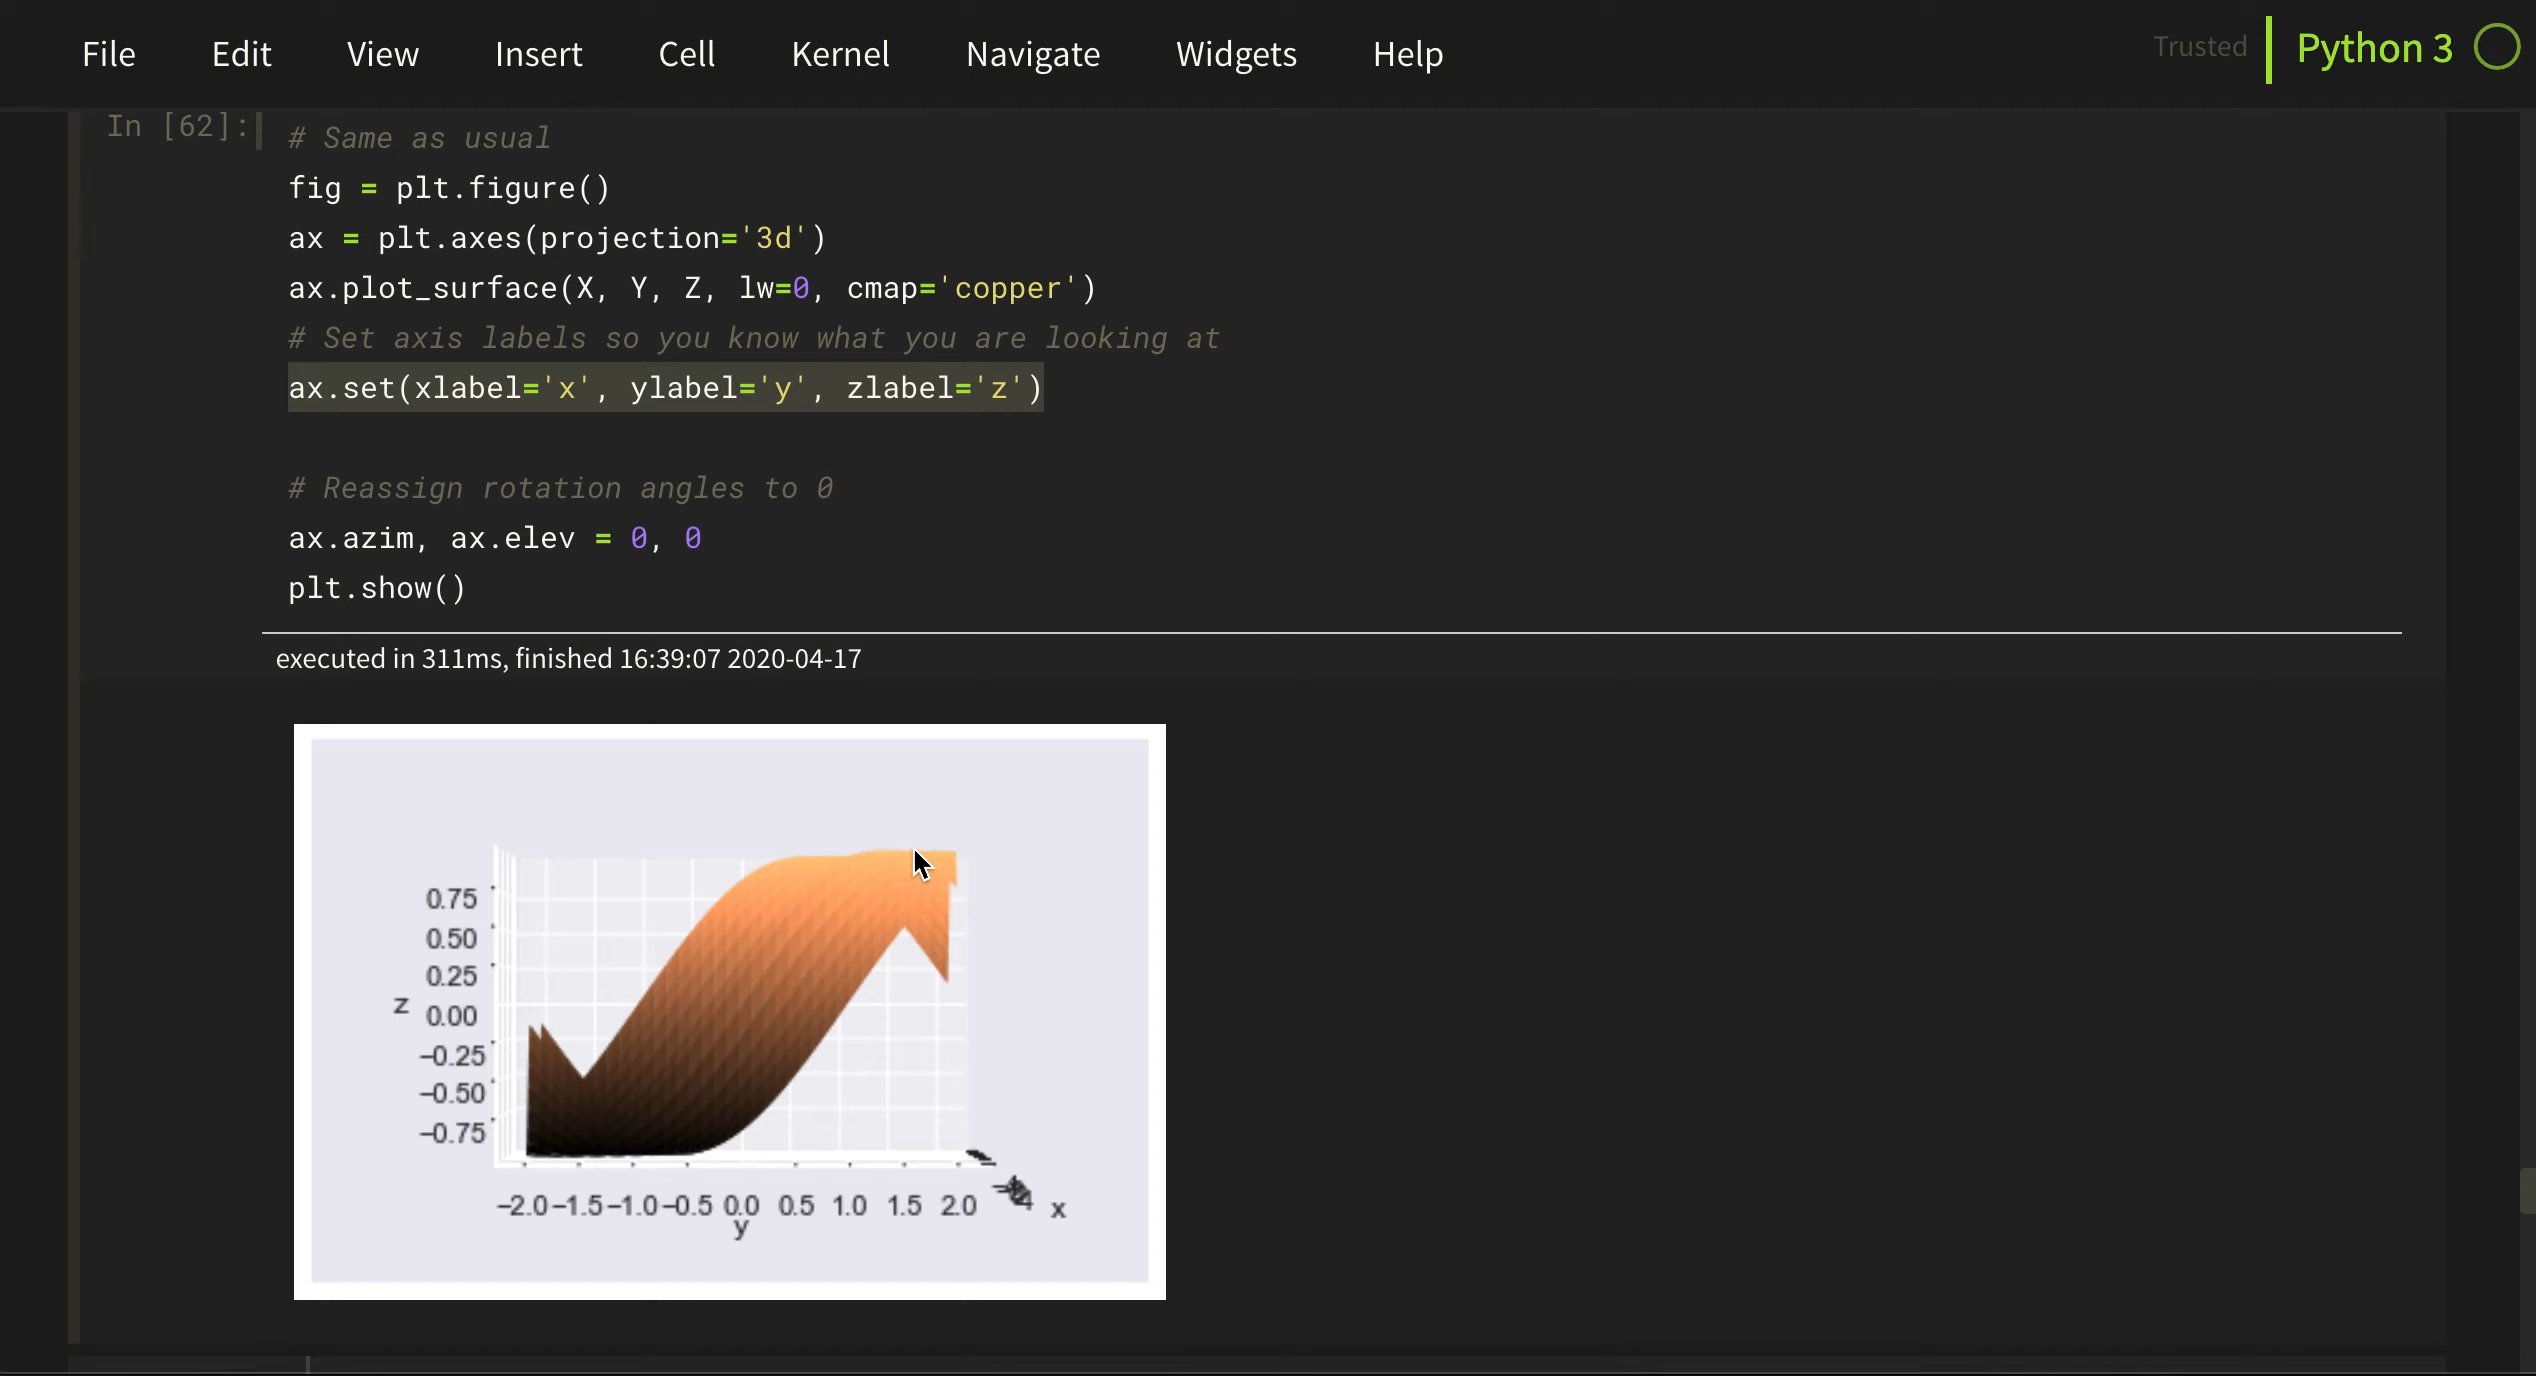 File Edit View Insert Cell Kernel Navigate Widgets Help Trusted Python 3
In [62]:
# Same as usual
fig = plt.figure()
ax = plt.axes(projection='3d')
ax.plot_surface(X, Y, Z, lw=0, cmap='copper')
# Set axis labels so you know what you are looking at
ax.set(xlabel='x', ylabel='y', zlabel='z')
# Reassign rotation angles to 0
ax.azim, ax.elev = 0, 0
plt.show()
executed in 311ms, finished 16:39:07 2020-04-17
0.75
0.50
0.25
z
0.00
−0.25
−0.50
−0.75
−2.0 −1.5 −1.0 −0.5 0.0 0.5 1.0 1.5 2.0
x
y